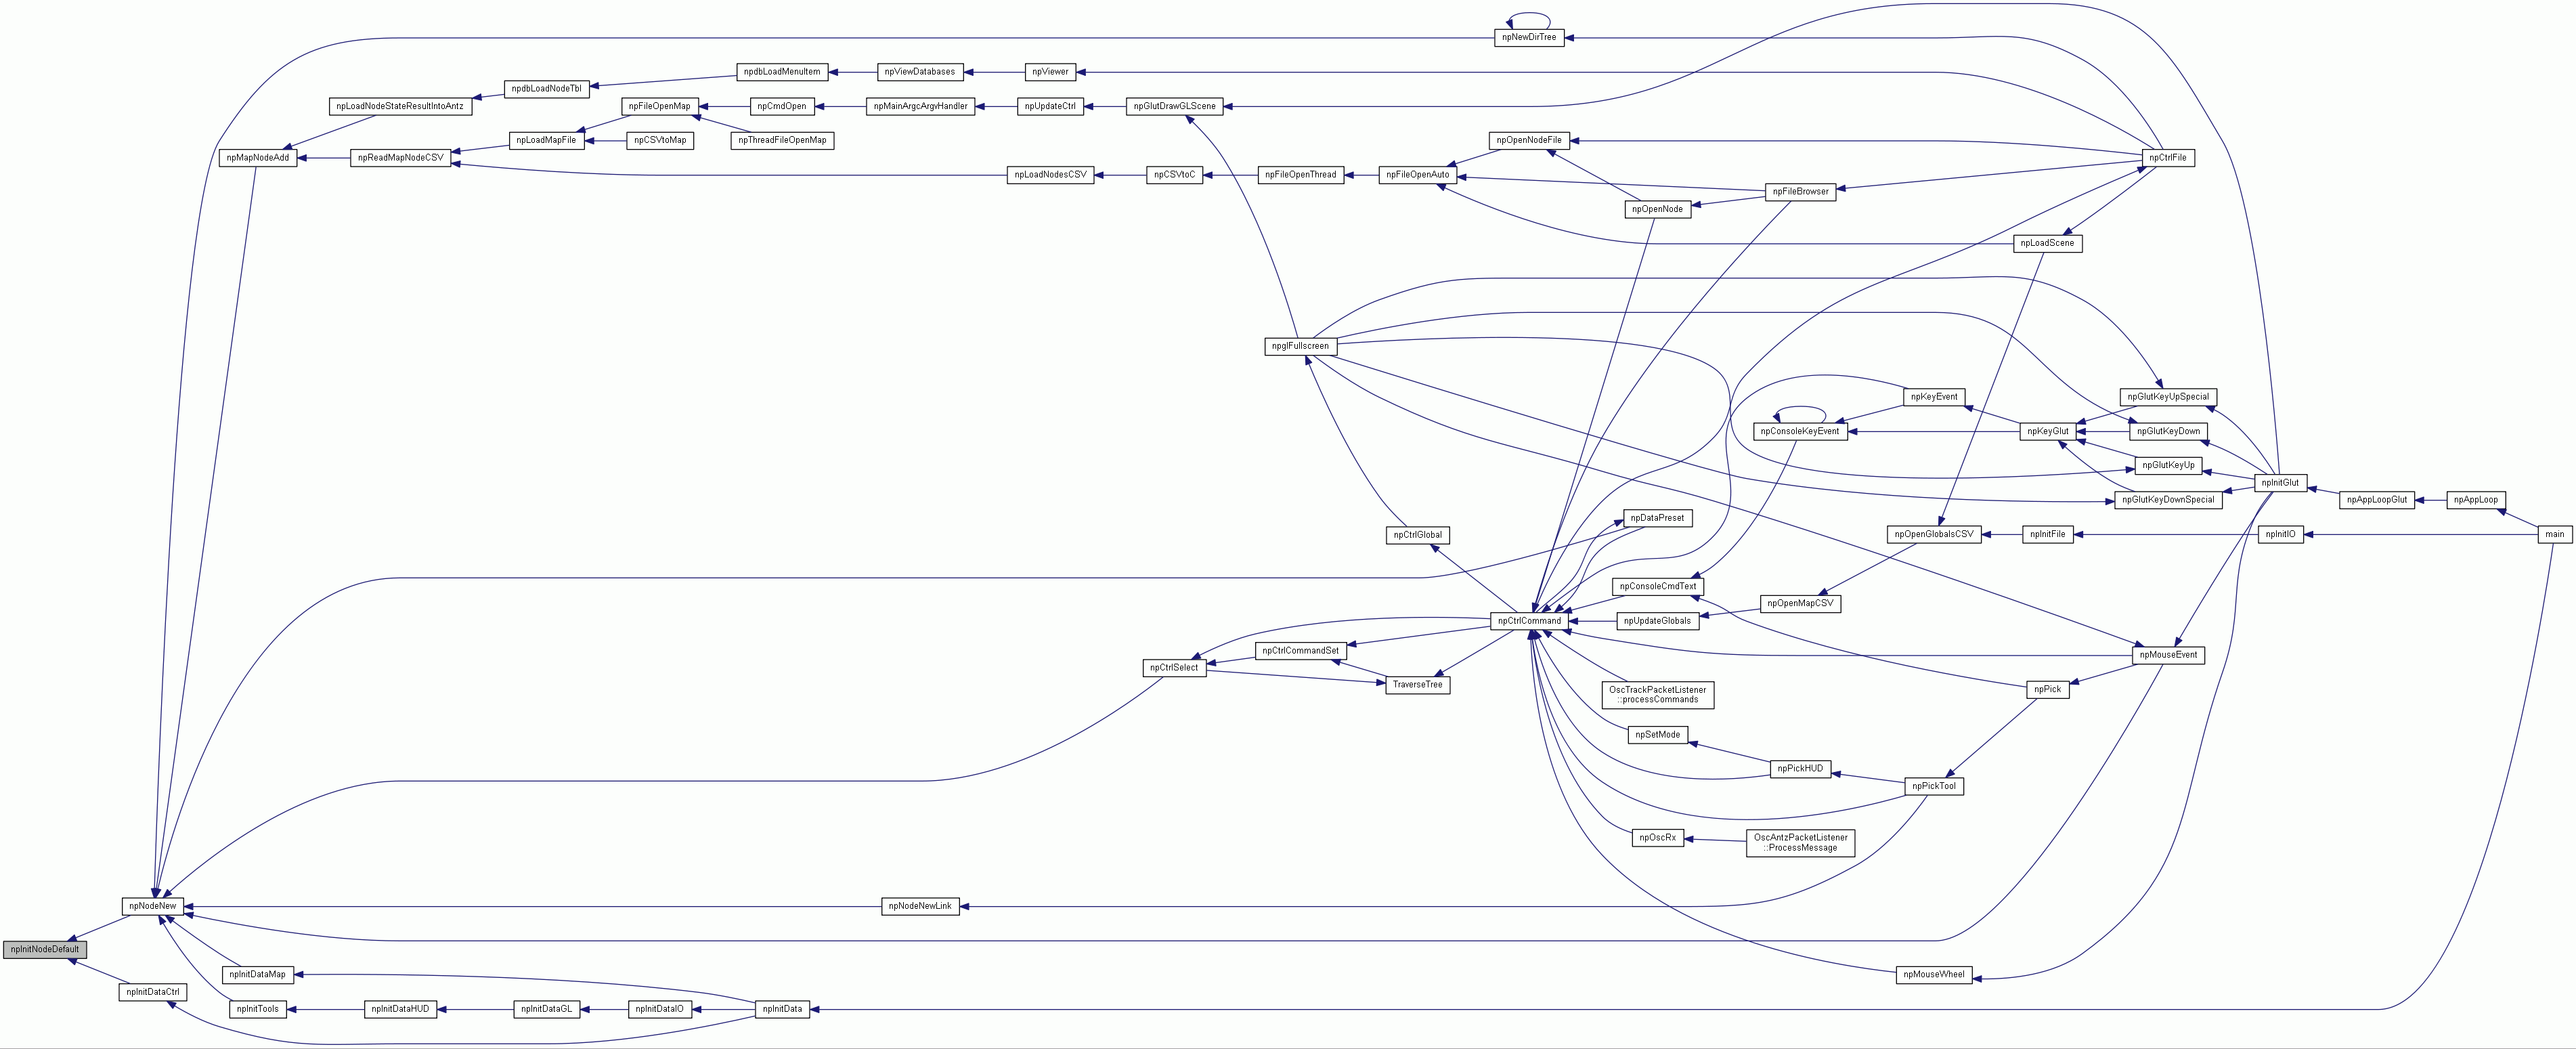 npNewDirTree
npdbLoadMenuItem
npViewDatabases
npViewer
npdbLoadNodeTbl
npLoadNodeStateResultIntoAntz
npFileOpenMap
npCmdOpen
npMainArgcArgvHandler
npUpdateCtrl
npGlutDrawGLScene
npLoadMapFile
npCSVtoMap
npThreadFileOpenMap
npOpenNodeFile
npMapNodeAdd
npReadMapNodeCSV
npCtrlFile
npLoadNodesCSV
npCSVtoC
npFileOpenThread
npFileOpenAuto
npFileBrowser
npOpenNode
npLoadScene
npglFullscreen
npKeyEvent
npGlutKeyUpSpecial
npConsoleKeyEvent
npKeyGlut
npGlutKeyDown
npGlutKeyUp
npInitGlut
npGlutKeyDownSpecial
npAppLoopGlut
npAppLoop
npDataPreset
npCtrlGlobal
npOpenGlobalsCSV
npInitFile
npInitIO
main
npConsoleCmdText
npOpenMapCSV
npCtrlCommand
npUpdateGlobals
npCtrlCommandSet
npMouseEvent
npCtrlSelect
TraverseTree
OscTrackPacketListener
::processCommands
npPick
npSetMode
npPickHUD
npPickTool
npOscRx
OscAntzPacketListener
::ProcessMessage
npNodeNew
npNodeNewLink
npInitNodeDefault
npInitDataMap
npMouseWheel
npInitDataCtrl
npInitTools
npInitDataHUD
npInitDataGL
npInitDataIO
npInitData